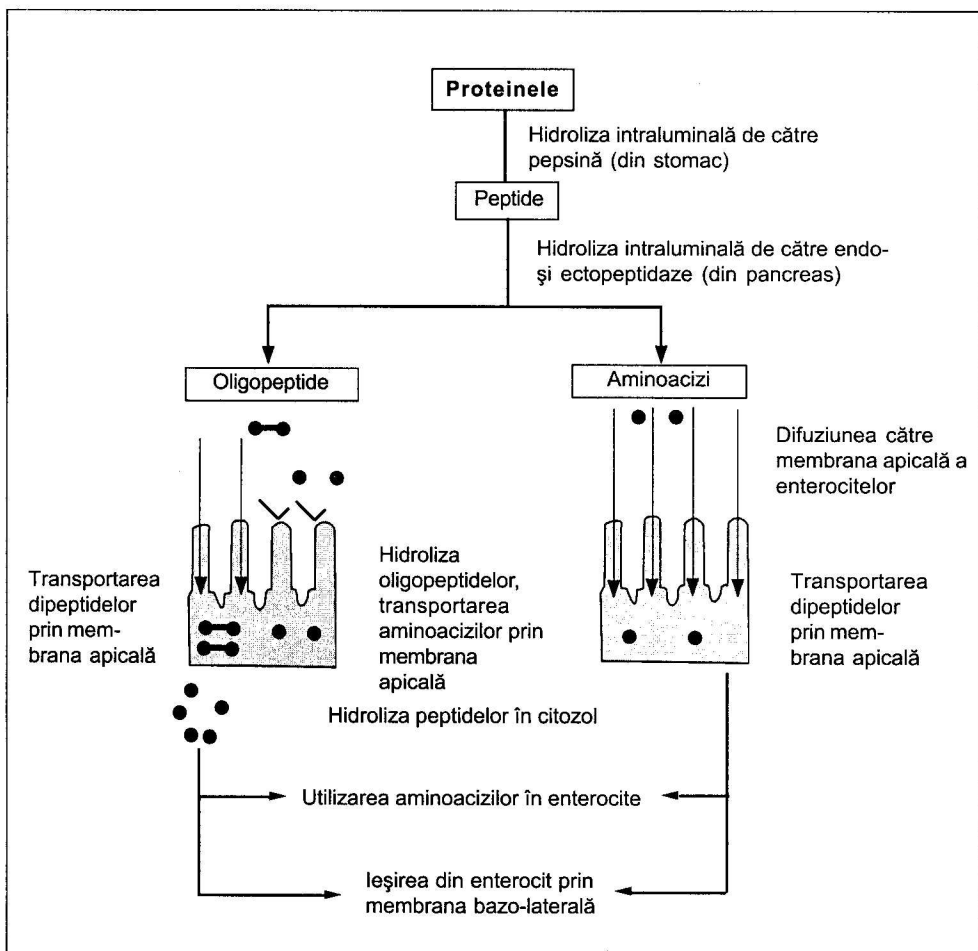 Proteinele
Hidroliza intraluminală de către
pepsină (din stomac)
Peptide
Hidroliza intraluminală de către endo-
şi ectopeptidaze (din pancreas)
Oligopeptide
Aminoacizi
Difuziunea către
membrana apicală a
enterocitelor
Transportarea
dipeptidelor
prin mem-
brana apicală
Hidroliza
oligopeptidelor,
transportarea
aminoacizilor prin
membrana
apicală
Transportarea
dipeptidelor
prin mem-
brana apicală
Hidroliza peptidelor în citozol
Utilizarea aminoacizilor în enterocite
Ieşirea din enterocit prin
membrana bazo-laterală